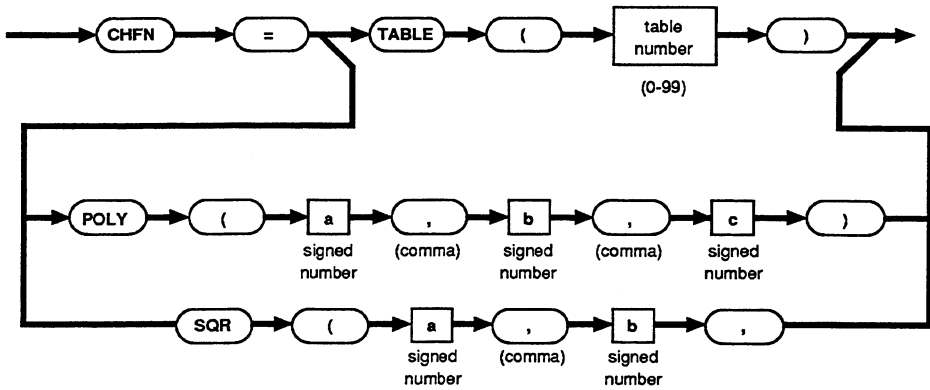 CHFN = TABLE ( table number )
(0-99)
POLY ( a , b , c )
signed number (comma) signed number (comma) signed number
SQR ( a , b ,
signed number (comma) signed number